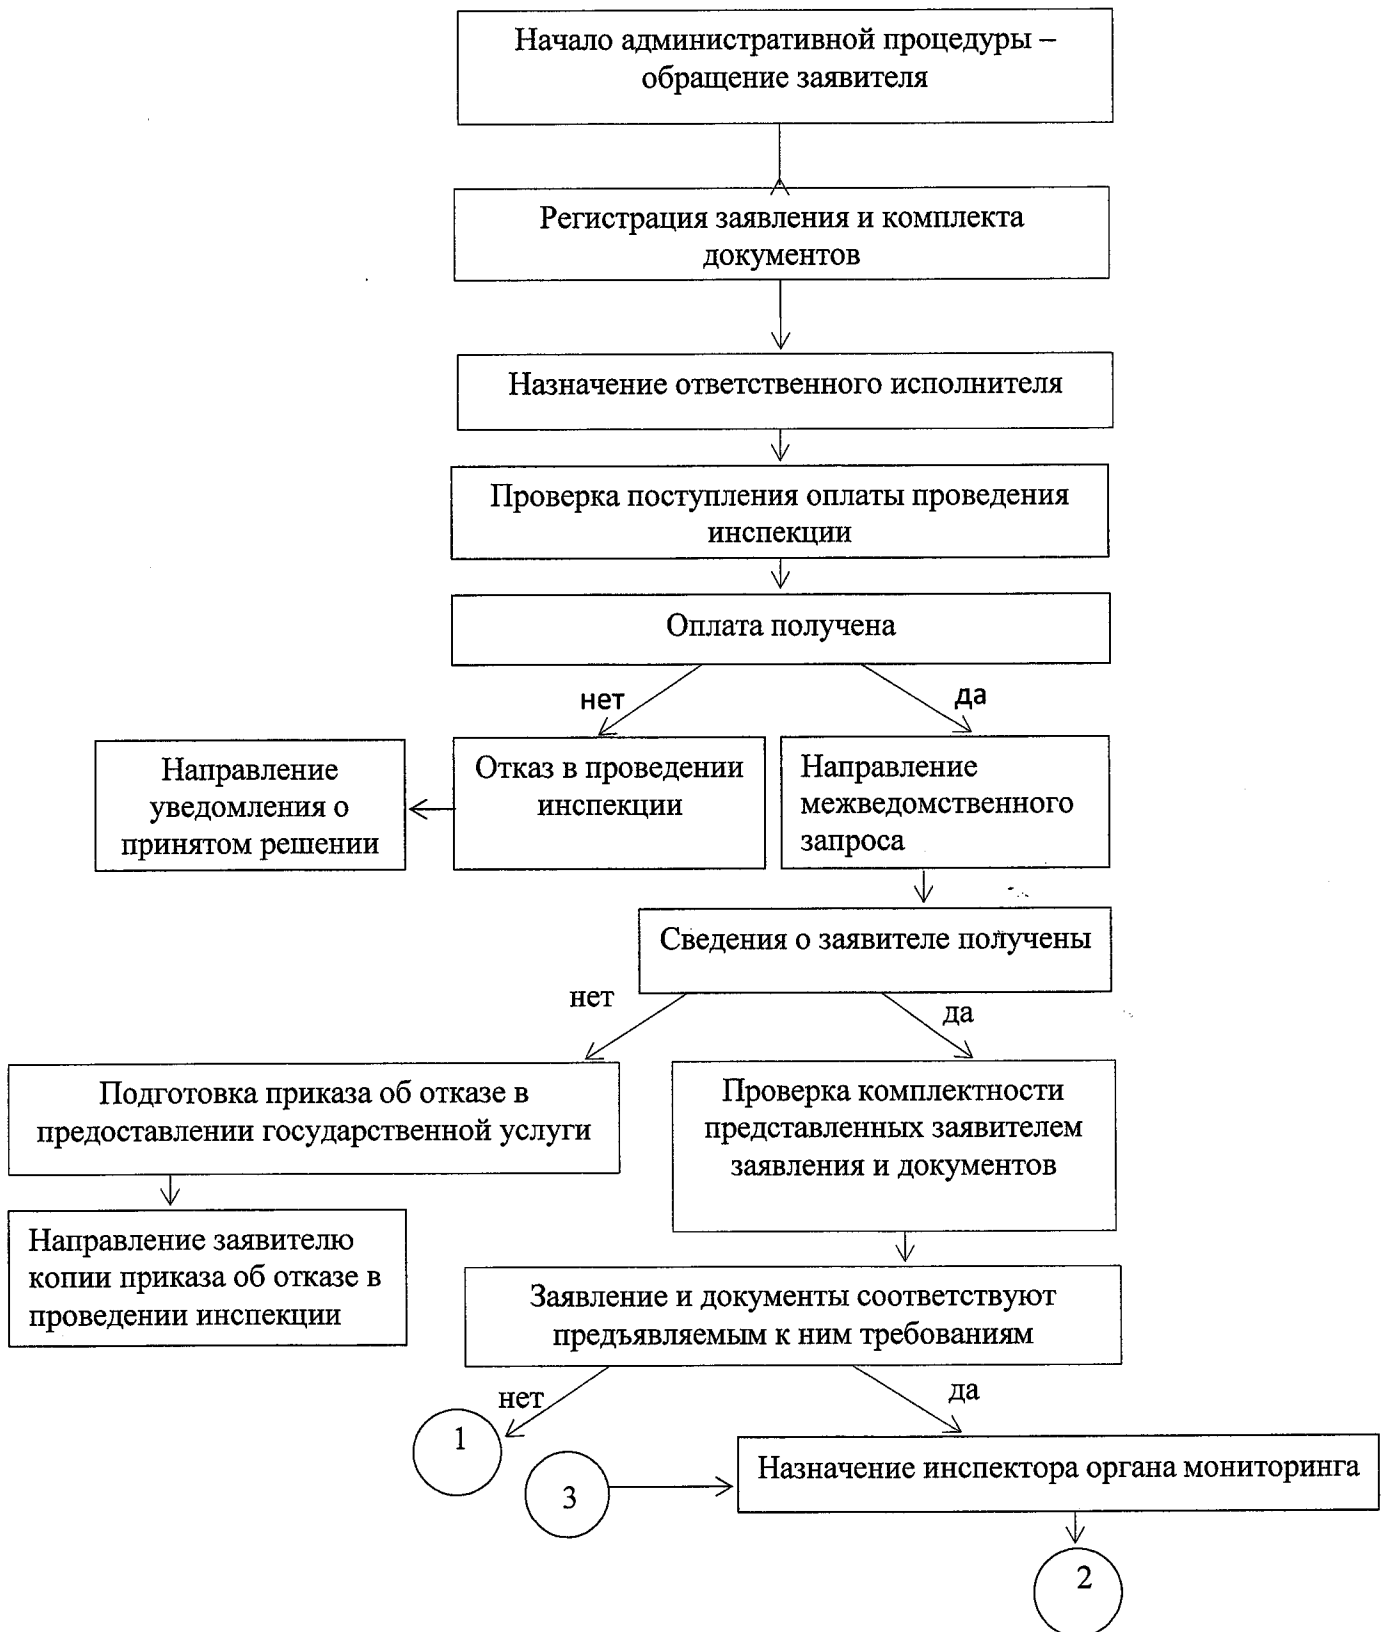 Начало административной процедуры –
обращение заявителя
Регистрация заявления и комплекта
документов
Назначение ответственного исполнителя
Проверка поступления оплаты проведения
инспекции
Оплата получена
нет
да
Направление
уведомления о
принятом решении
Отказ в проведении
инспекции
Направление
межведомственного
запроса
Сведения о заявителе получены
нет
да
Подготовка приказа об отказе в
предоставлении государственной услуги
Проверка комплектности
представленных заявителем
заявления и документов
Направление заявителю
копии приказа об отказе в
проведении инспекции
Заявление и документы соответствуют
предъявляемым к ним требованиям
нет
да
1
3
Назначение инспектора органа мониторинга
2